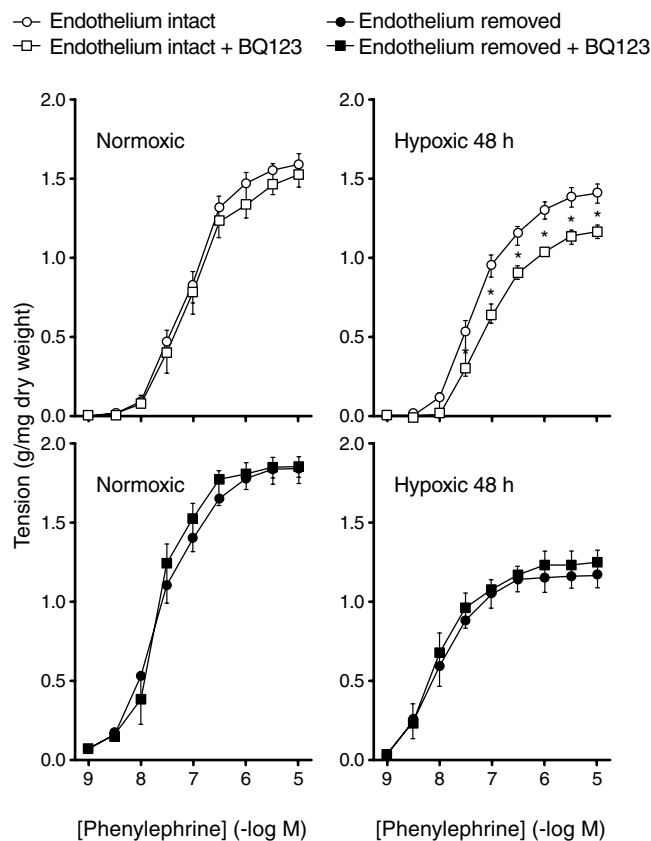 Endothelium intact
Endothelium removed
Endothelium intact + BQ123
Endothelium removed + BQ123
Tension (g/mg dry weight)
2.0
1.5
1.0
0.5
0.0
Normoxic
2.0
1.5
1.0
0.5
0.0
Hypoxic 48 h
*
*
*
*
*
*
2.0
1.5
1.0
0.5
0.0
Normoxic
9 8 7 6 5
[Phenylephrine] (-log M)
2.0
1.5
1.0
0.5
0.0
Hypoxic 48 h
9 8 7 6 5
[Phenylephrine] (-log M)